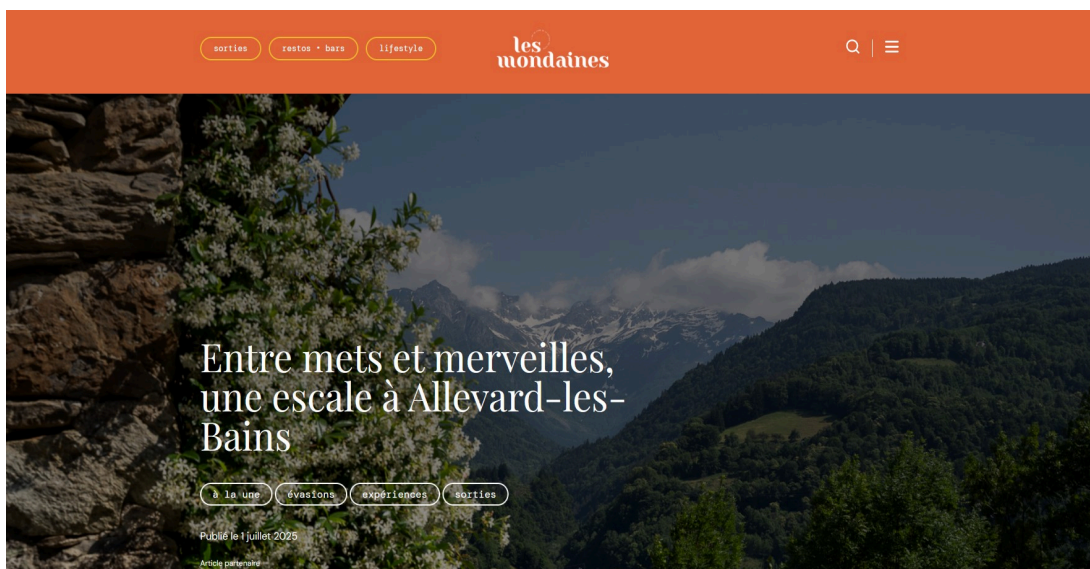 sorties
restos • bars
lifestyle
les
mondaines
Entre mets et merveilles,
une escale à Allevard-les-
Bains
à la une
évasions
expériences
sorties
Publié le 1 juillet 2025
Article partenaire